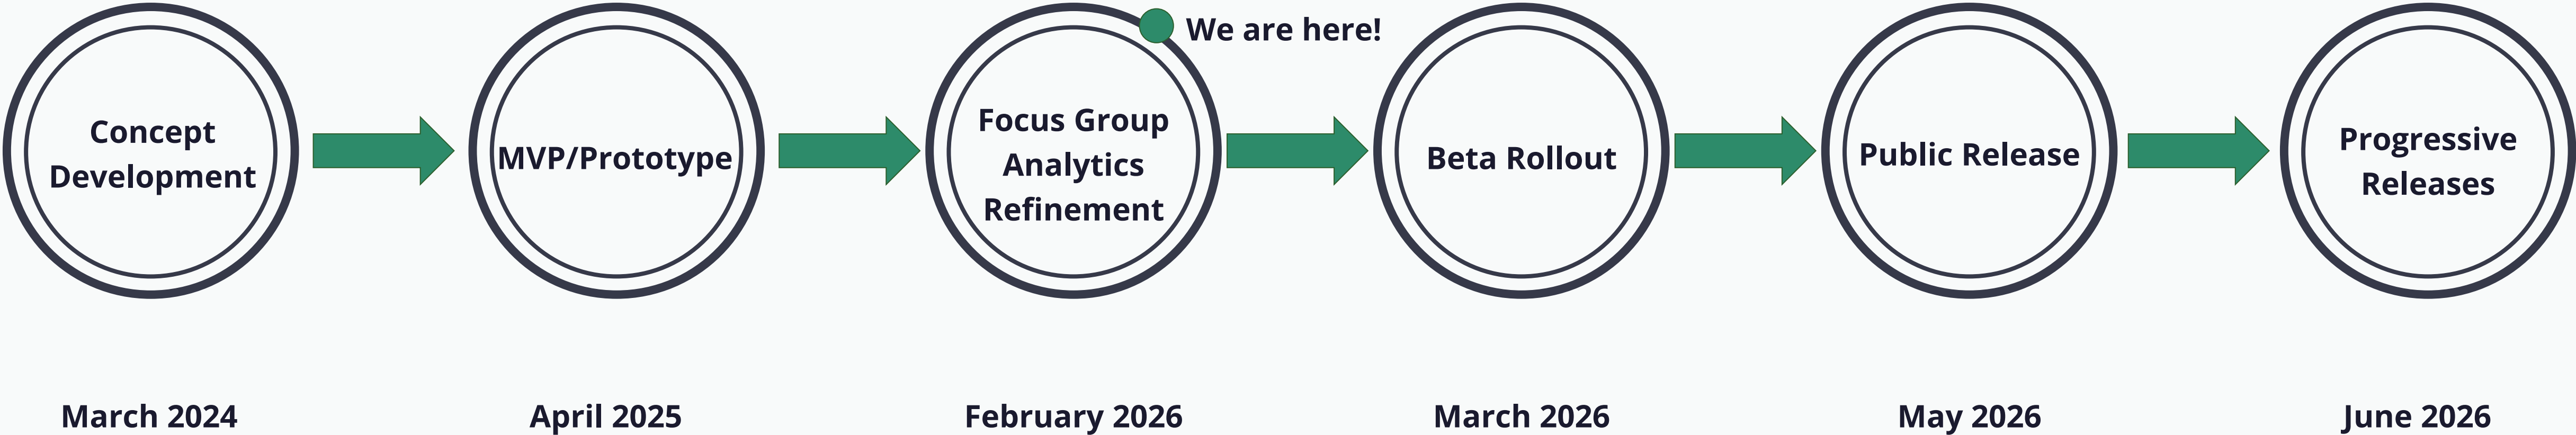 We are here!
Concept
Development
MVP/Prototype
Focus Group
Analytics
Refinement
Beta Rollout
Public Release
Progressive
Releases
March 2024
April 2025
February 2026
March 2026
May 2026
June 2026